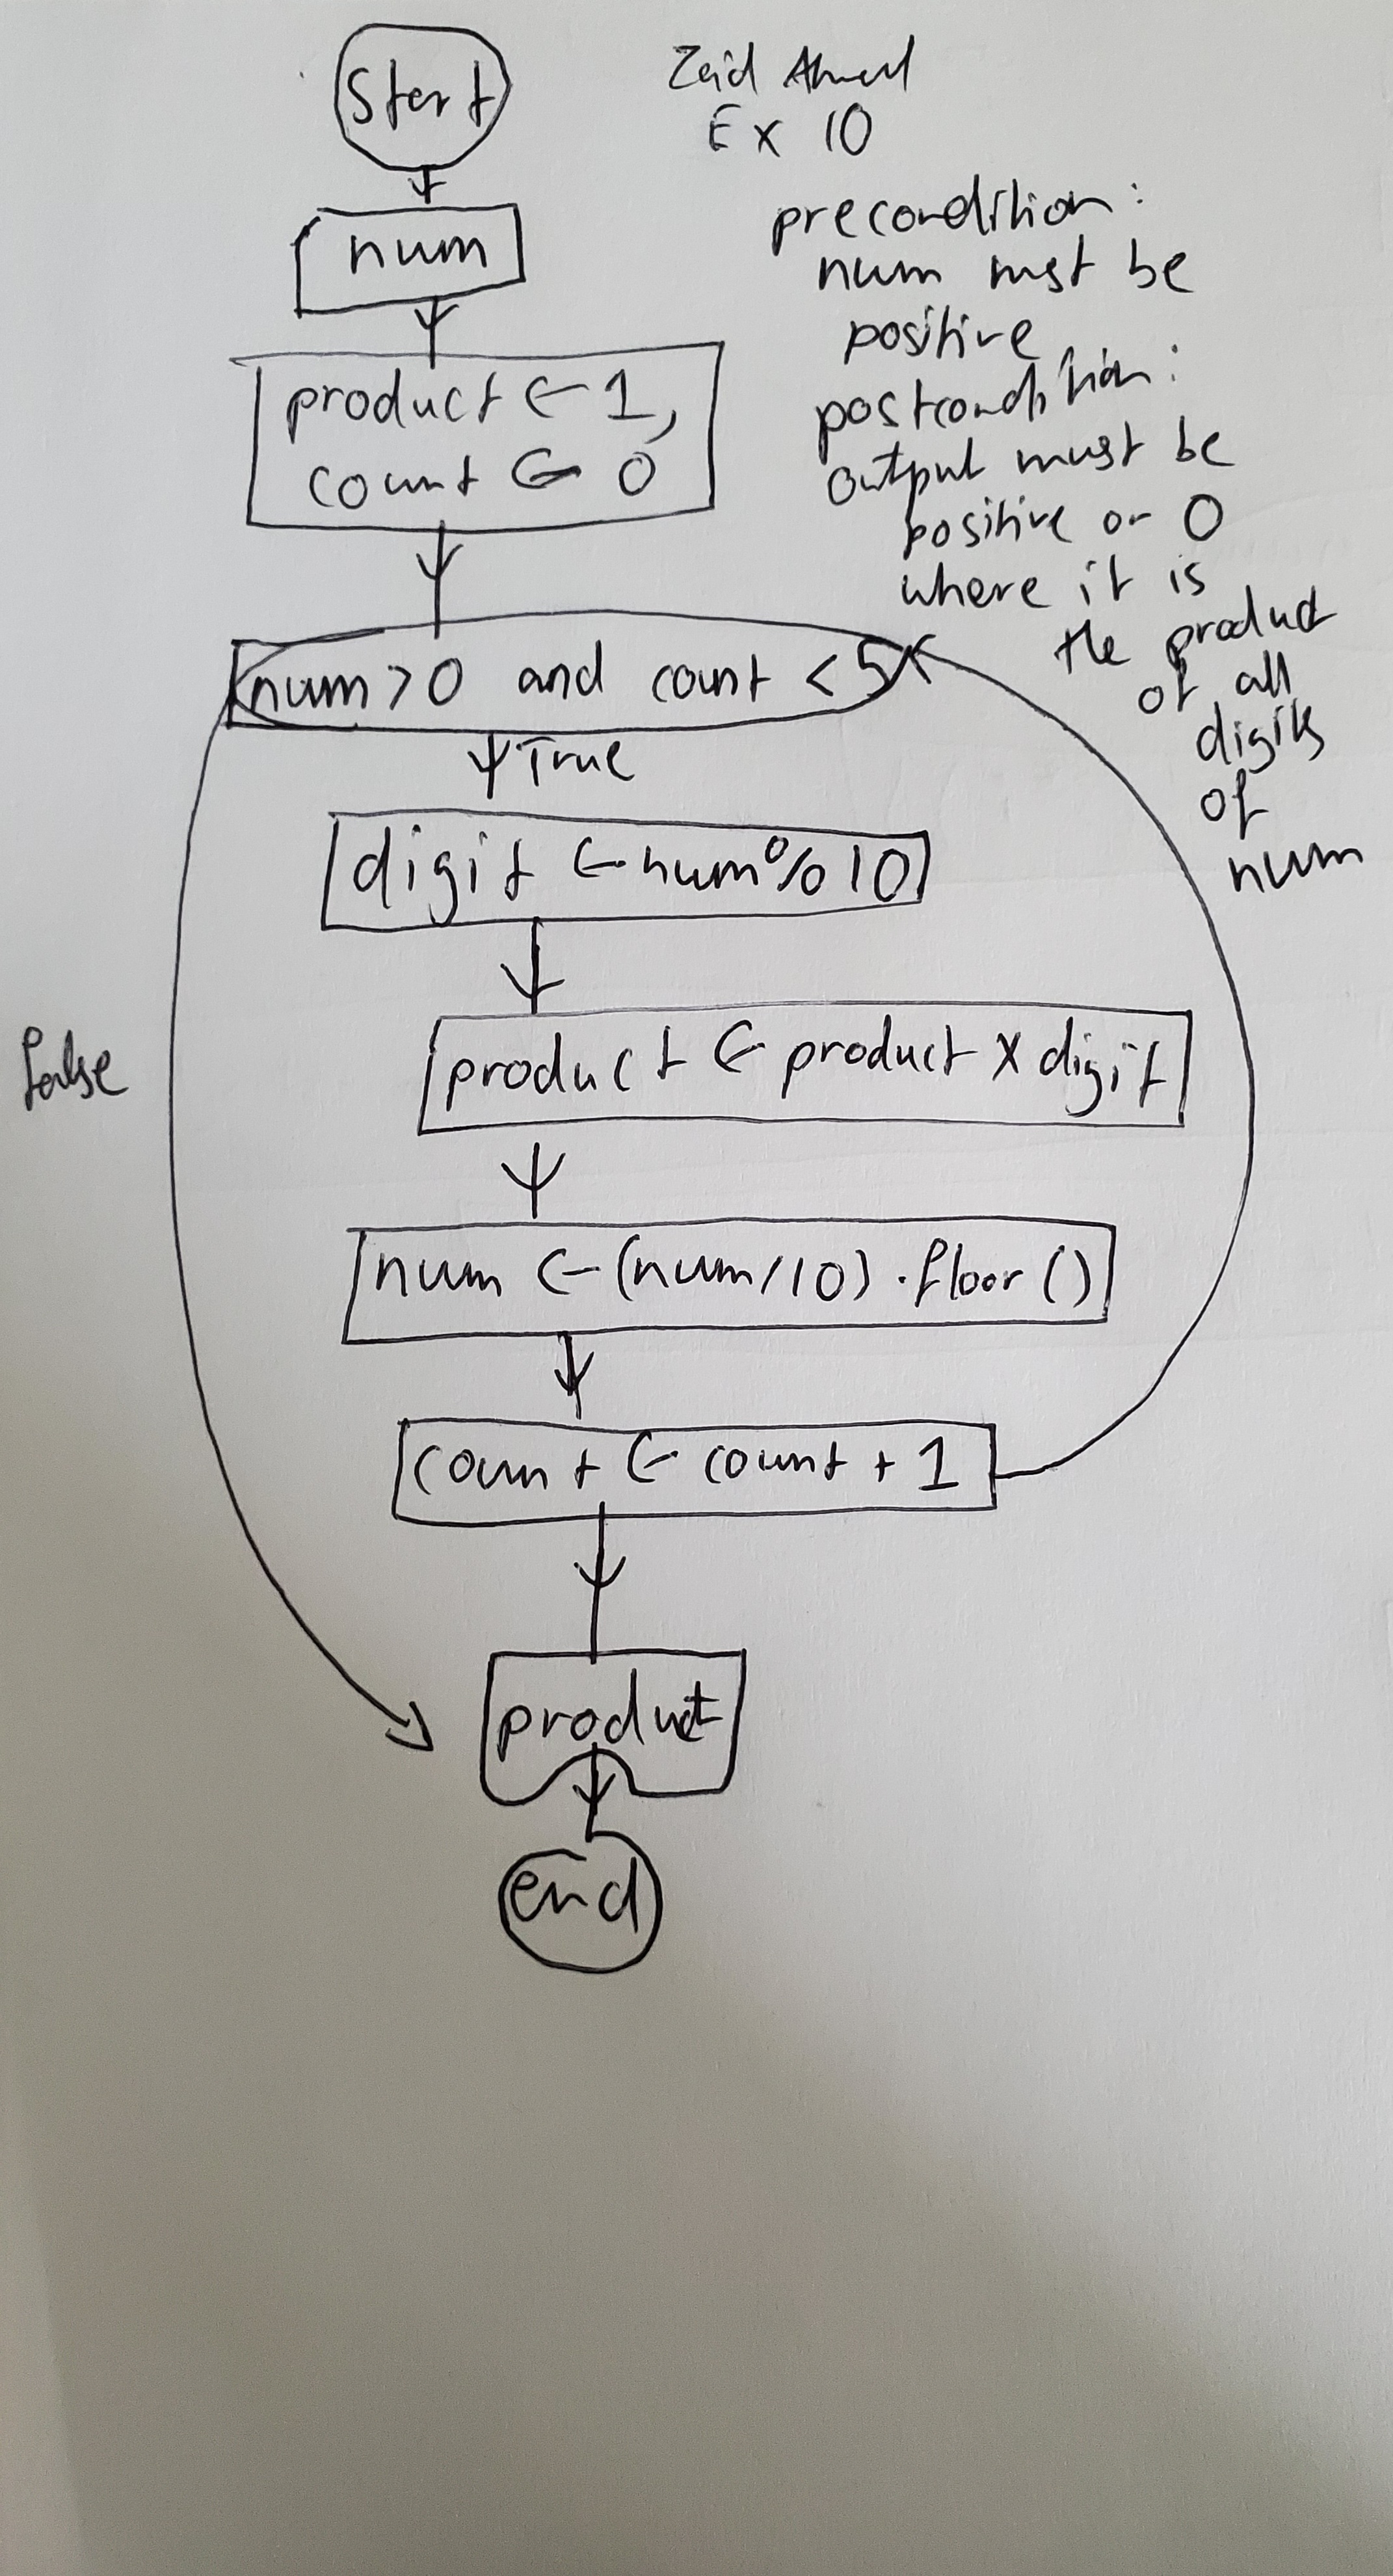 Start
Zaid Ahmed
Ex 10
num
precondition:
num mst be
positive
product ← 1,
count ← 0
postcondition:
output must be
positive or 0
where it is
the product
of all
digits
of
num
num > 0 and count < 5
True
digit ← num % 10
false
product ← product x digit
num ← (num/10).floor()
count ← count + 1
product
end